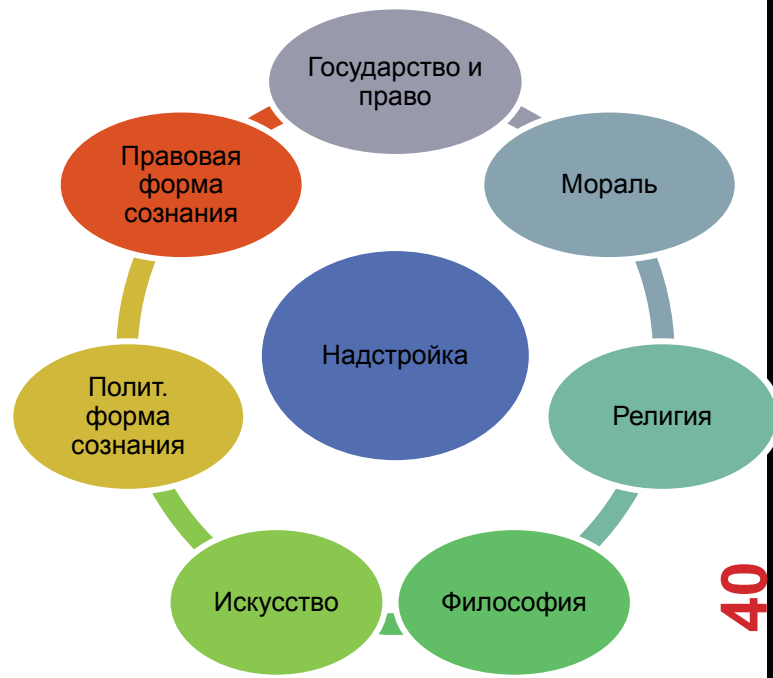 Государство и
право
Мораль
Религия
Философия
Искусство
Полит.
форма
сознания
Правовая
форма
сознания
Надстройка
40